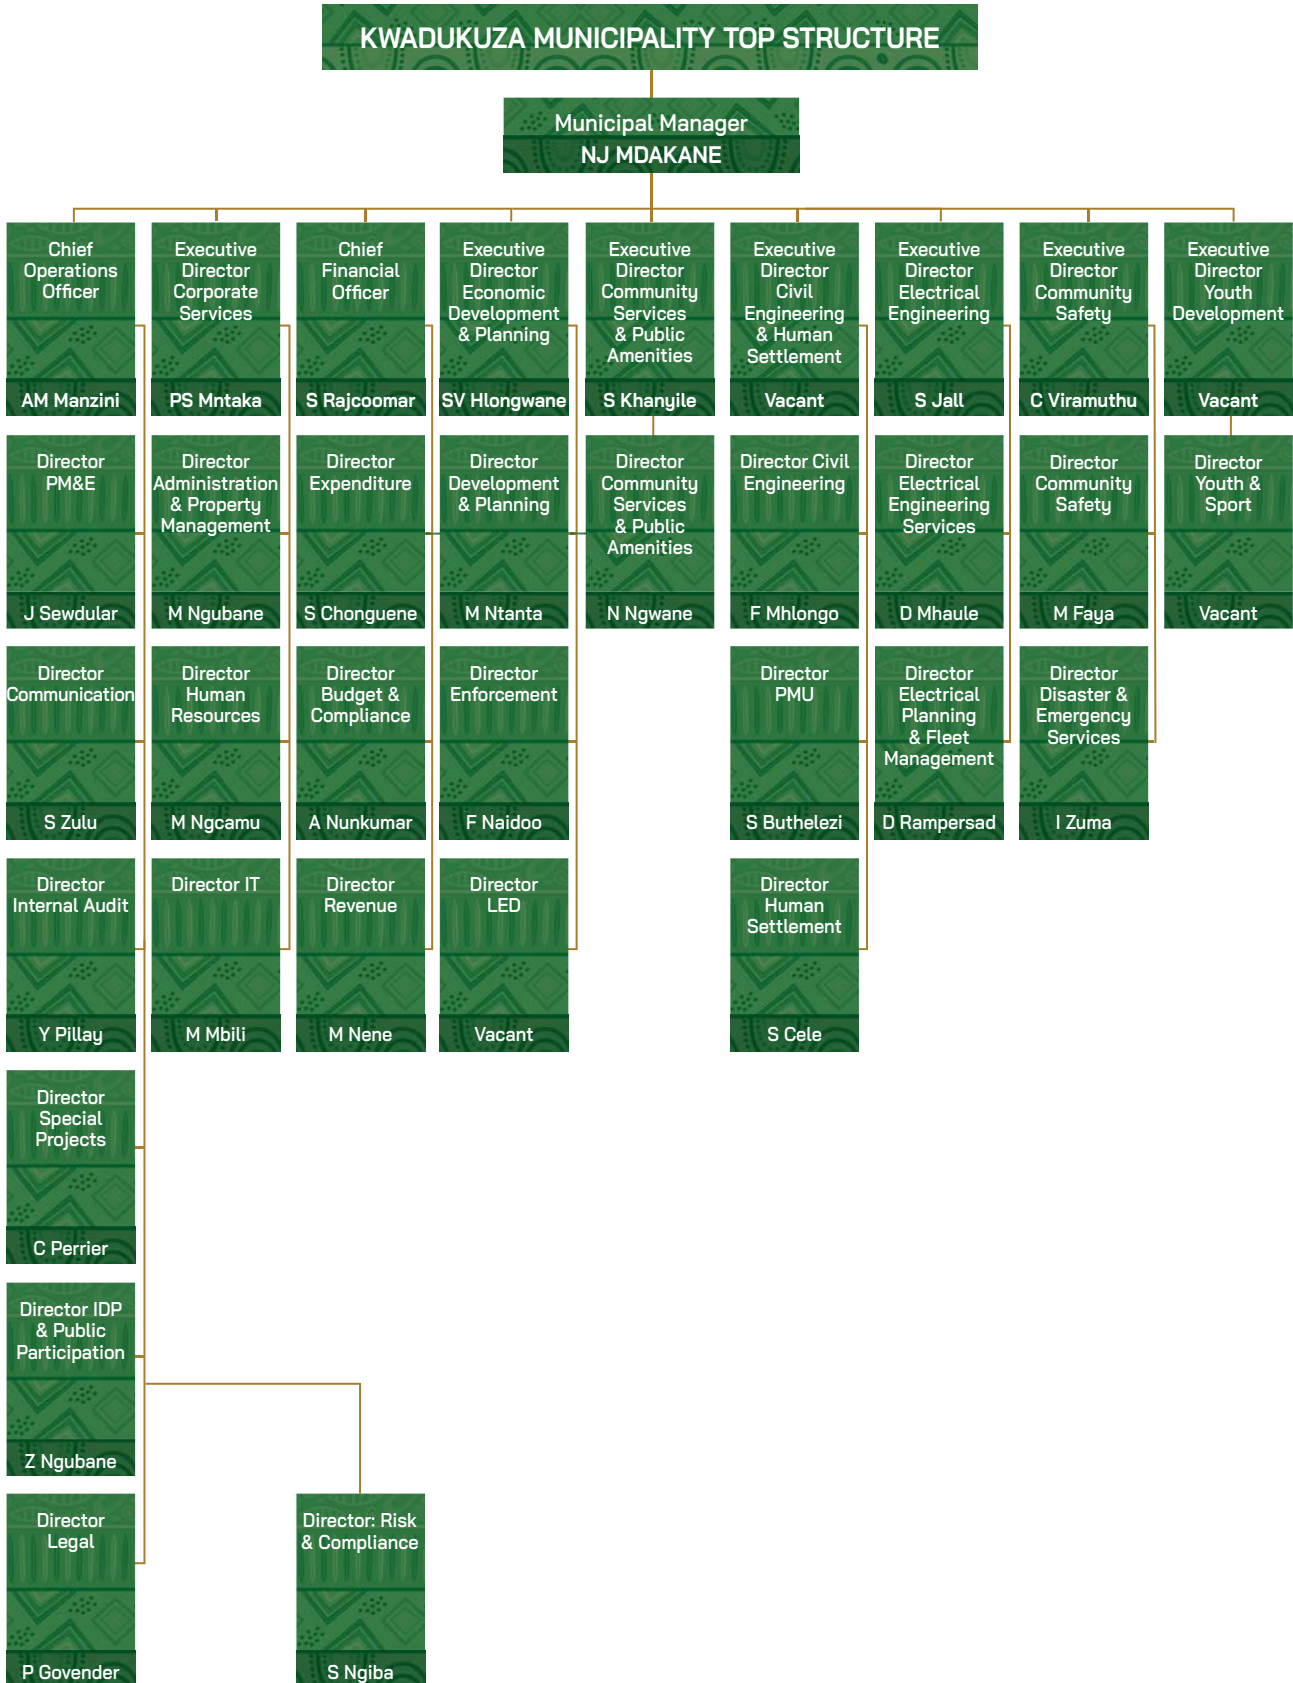 KWADUKUZA MUNICIPALITY TOP STRUCTURE
Municipal Manager
NJ MDAKANE
Chief
Operations
Officer
AM Manzini
Executive
Director
Corporate
Services
PS Mntaka
Chief
Financial
Officer
S Rajcoomar
Executive
Director
Economic
Development
& Planning
SV Hlongwane
Executive
Director
Community
Services
& Public
Amenities
S Khanyile
Executive
Director
Civil
Engineering
& Human
Settlement
Vacant
Executive
Director
Electrical
Engineering
S Jall
Executive
Director
Community
Safety
C Viramuthu
Executive
Director
Youth
Development
Vacant
Director
PM&E
J Sewdular
Director
Administration
& Property
Management
M Ngubane
Director
Expenditure
S Chonguene
Director
Development
& Planning
M Ntanta
Director
Community
Services
& Public
Amenities
N Ngwane
Director Civil
Engineering
F Mhlongo
Director
Electrical
Engineering
Services
D Mhaule
Director
Community
Safety
M Faya
Director
Youth &
Sport
Vacant
Director
Communication
S Zulu
Director
Human
Resources
M Ngcamu
Director
Budget &
Compliance
A Nunkumar
Director
Enforcement
F Naidoo
Director
PMU
S Buthelezi
Director
Electrical
Planning
& Fleet
Management
D Rampersad
Director
Disaster &
Emergency
Services
I Zuma
Director
Internal Audit
Y Pillay
Director IT
M Mbili
Director
Revenue
M Nene
Director
LED
Vacant
Director
Human
Settlement
S Cele
Director
Special
Projects
C Perrier
Director IDP
& Public
Participation
Z Ngubane
Director
Legal
P Govender
Director: Risk
& Compliance
S Ngiba